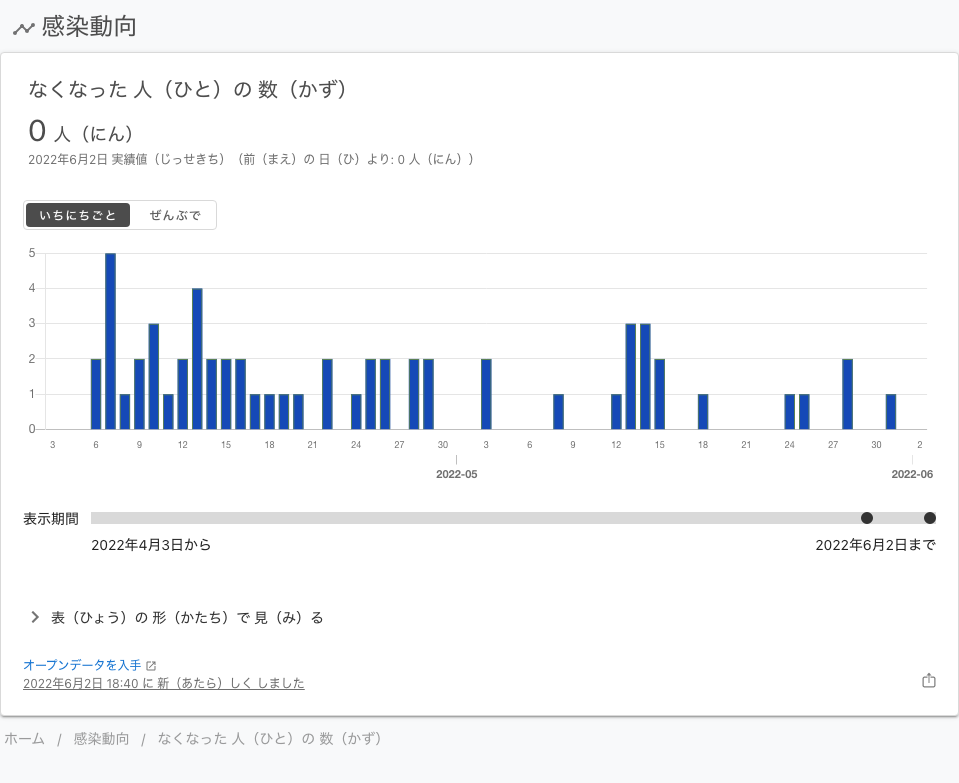 感染動向
なくなった 人（ひと）の 数（かず）
0 人（にん）
2022年6月2日 実績値（じっせきち）（前（まえ）の 日（ひ）より: 0 人（にん））
いちにちごと ぜんぶで
5
4
3
2
1
0
3 6 9 12 15 18 21 24 27 30 3 6 9 12 15 18 21 24 27 30 2
2022-05 2022-06
表示期間
2022年4月3日から 2022年6月2日まで
表（ひょう）の 形（かたち）で 見（み）る
オープンデータを入手
2022年6月2日 18:40 に 新（あたら）しく しました
ホーム / 感染動向 / なくなった 人（ひと）の 数（かず）